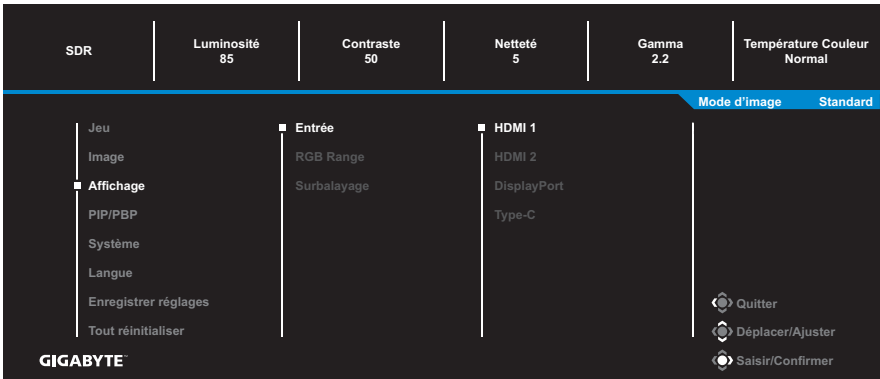 SDR
Luminosité
85
Contraste
50
Netteté
5
Gamma
2.2
Température Couleur
Normal
Mode d'image Standard
Jeu
Image
Affichage
PIP/PBP
Système
Langue
Enregistrer réglages
Tout réinitialiser
Entrée
RGB Range
Surbalayage
HDMI 1
HDMI 2
DisplayPort
Type-C
Quitter
Déplacer/Ajuster
Saisir/Confirmer
GIGABYTE™